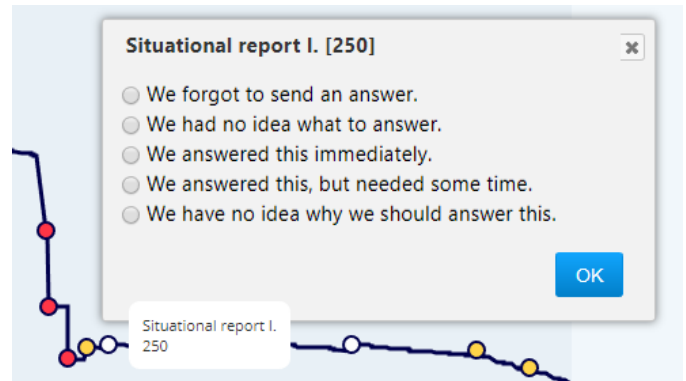 Situational report I. [250]
We forgot to send an answer.
We had no idea what to answer.
We answered this immediately.
We answered this, but needed some time.
We have no idea why we should answer this.
OK
Situational report I.
250